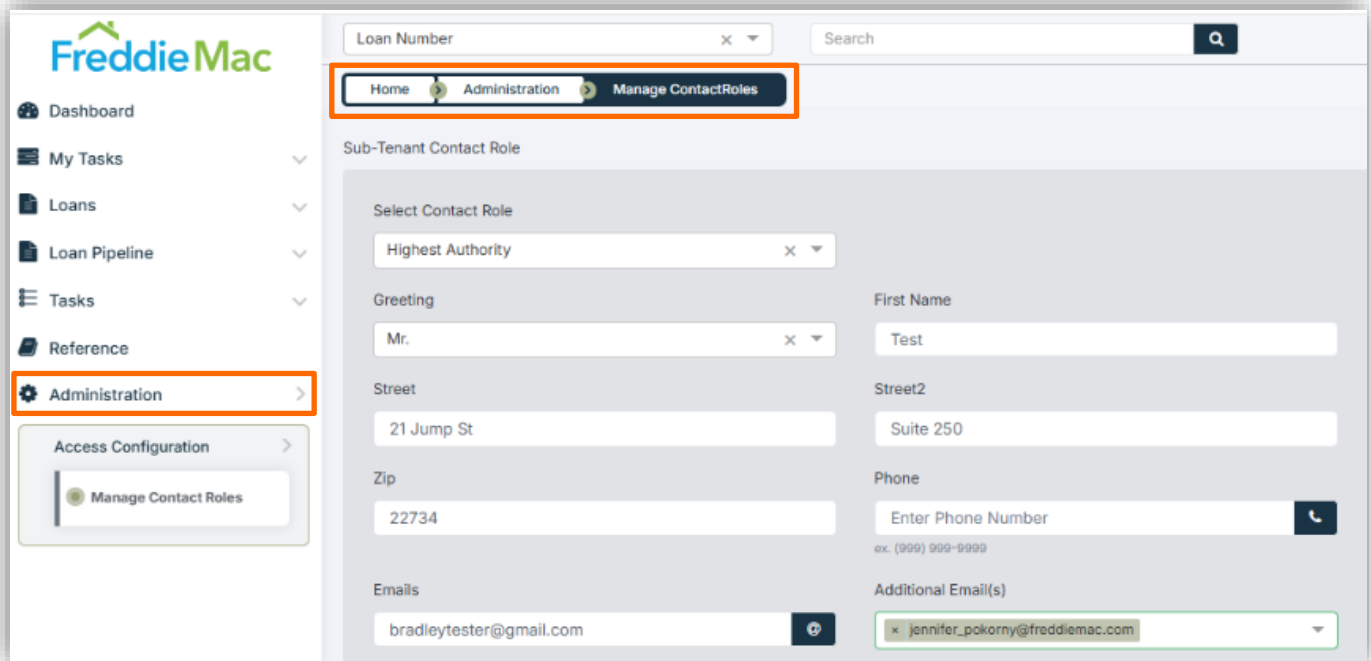 Freddie Mac
Dashboard
My Tasks
Loans
Loan Pipeline
Tasks
Reference
Administration
Access Configuration
Manage Contact Roles
Loan Number
Search
Home
Administration
Manage ContactRoles
Sub-Tenant Contact Role
Select Contact Role
Highest Authority
Greeting
First Name
Mr.
Test
Street
Street2
21 Jump St
Suite 250
Zip
Phone
22734
Enter Phone Number
ex. (999) 999-9999
Emails
Additional Email(s)
bradleytester@gmail.com
× jennifer_pokorny@freddiemac.com